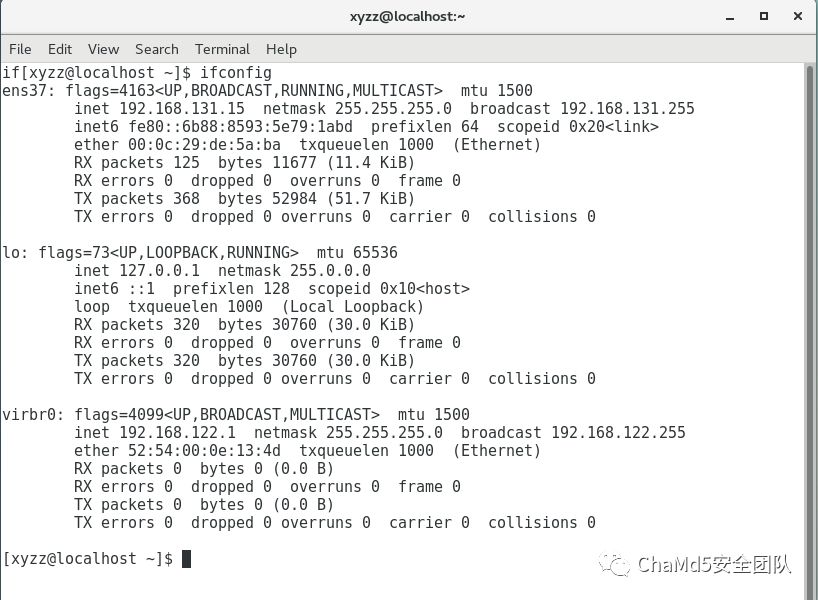 xyzz@localhost:~
File Edit View Search Terminal Help
if[xyzz@localhost ~]$ ifconfig
ens37: flags=4163<UP,BROADCAST,RUNNING,MULTICAST>  mtu 1500
        inet 192.168.131.15  netmask 255.255.255.0  broadcast 192.168.131.255
        inet6 fe80::6b88:8593:5e79:1abd  prefixlen 64  scopeid 0x20<link>
        ether 00:0c:29:de:5a:ba  txqueuelen 1000  (Ethernet)
        RX packets 125  bytes 11677 (11.4 KiB)
        RX errors 0  dropped 0  overruns 0  frame 0
        TX packets 368  bytes 52984 (51.7 KiB)
        TX errors 0  dropped 0 overruns 0  carrier 0  collisions 0
lo: flags=73<UP,LOOPBACK,RUNNING>  mtu 65536
        inet 127.0.0.1  netmask 255.0.0.0
        inet6 ::1  prefixlen 128  scopeid 0x10<host>
        loop  txqueuelen 1000  (Local Loopback)
        RX packets 320  bytes 30760 (30.0 KiB)
        RX errors 0  dropped 0  overruns 0  frame 0
        TX packets 320  bytes 30760 (30.0 KiB)
        TX errors 0  dropped 0 overruns 0  carrier 0  collisions 0
virbr0: flags=4099<UP,BROADCAST,MULTICAST>  mtu 1500
        inet 192.168.122.1  netmask 255.255.255.0  broadcast 192.168.122.255
        ether 52:54:00:0e:13:4d  txqueuelen 1000  (Ethernet)
        RX packets 0  bytes 0 (0.0 B)
        RX errors 0  dropped 0  overruns 0  frame 0
        TX packets 0  bytes 0 (0.0 B)
        TX errors 0  dropped 0 overruns 0  carrier 0  collisions 0
[xyzz@localhost ~]$
ChaMd5安全团队